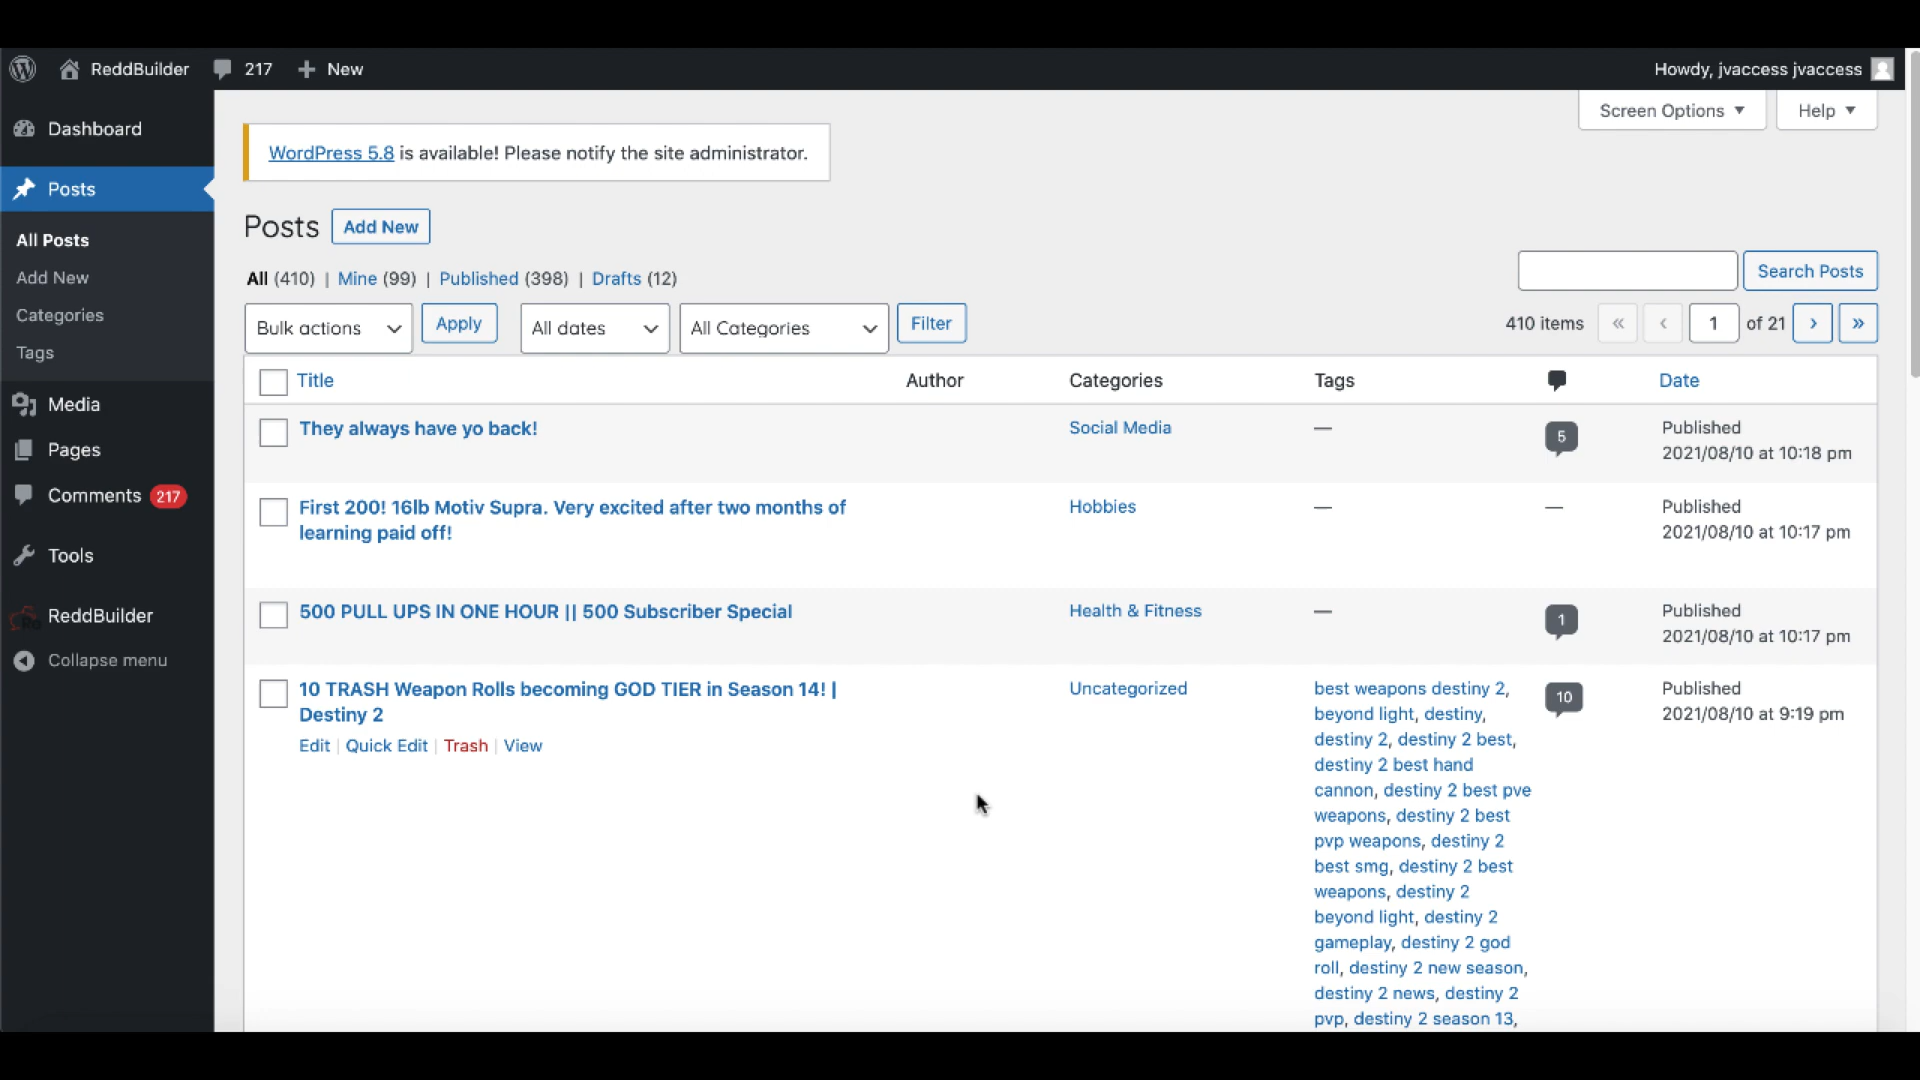 ReddBuilder 217 New Howdy, jvaccess jvaccess
Screen Options Help
Dashboard
Posts
All Posts
Add New
Categories
Tags
Media
Pages
Comments 217
Tools
ReddBuilder
Collapse menu
WordPress 5.8 is available! Please notify the site administrator.
Posts Add New
All (410) | Mine (99) | Published (398) | Drafts (12)
Search Posts
Bulk actions Apply All dates All Categories Filter
410 items « ‹ 1 of 21 › »
Title Author Categories Tags Date
They always have yo back! Social Media — 5 Published
2021/08/10 at 10:18 pm
First 200! 16lb Motiv Supra. Very excited after two months of Hobbies — — Published
learning paid off! 2021/08/10 at 10:17 pm
500 PULL UPS IN ONE HOUR || 500 Subscriber Special Health & Fitness — 1 Published
2021/08/10 at 10:17 pm
10 TRASH Weapon Rolls becoming GOD TIER in Season 14! | Uncategorized 10 Published
Destiny 2 2021/08/10 at 9:19 pm
Edit | Quick Edit | Trash | View
best weapons destiny 2,
beyond light, destiny,
destiny 2, destiny 2 best,
destiny 2 best hand
cannon, destiny 2 best pve
weapons, destiny 2 best
pvp weapons, destiny 2
best smg, destiny 2 best
weapons, destiny 2
beyond light, destiny 2
gameplay, destiny 2 god
roll, destiny 2 new season,
destiny 2 news, destiny 2
pvp, destiny 2 season 13,